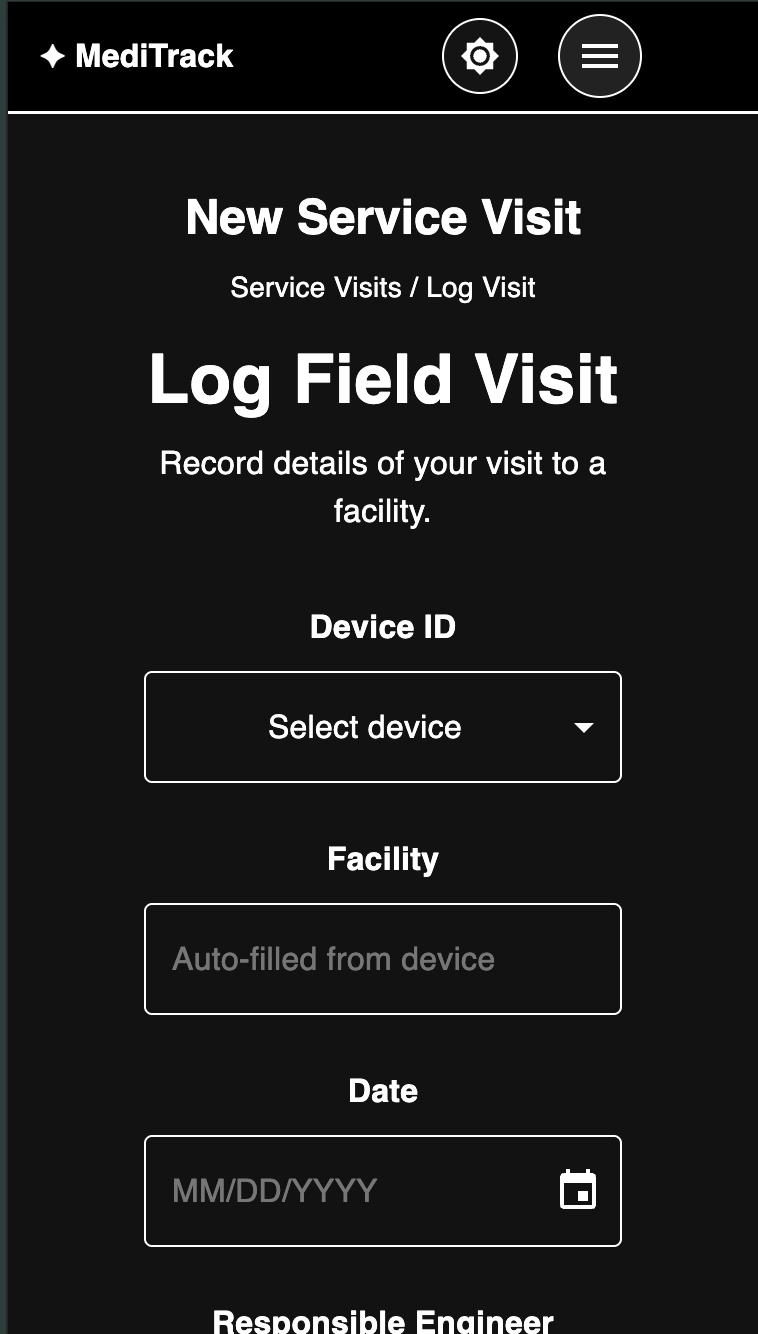 MediTrack
New Service Visit
Service Visits / Log Visit
Log Field Visit
Record details of your visit to a
facility.
Device ID
Select device
Facility
Auto-filled from device
Date
MM/DD/YYYY
Responsible Engineer